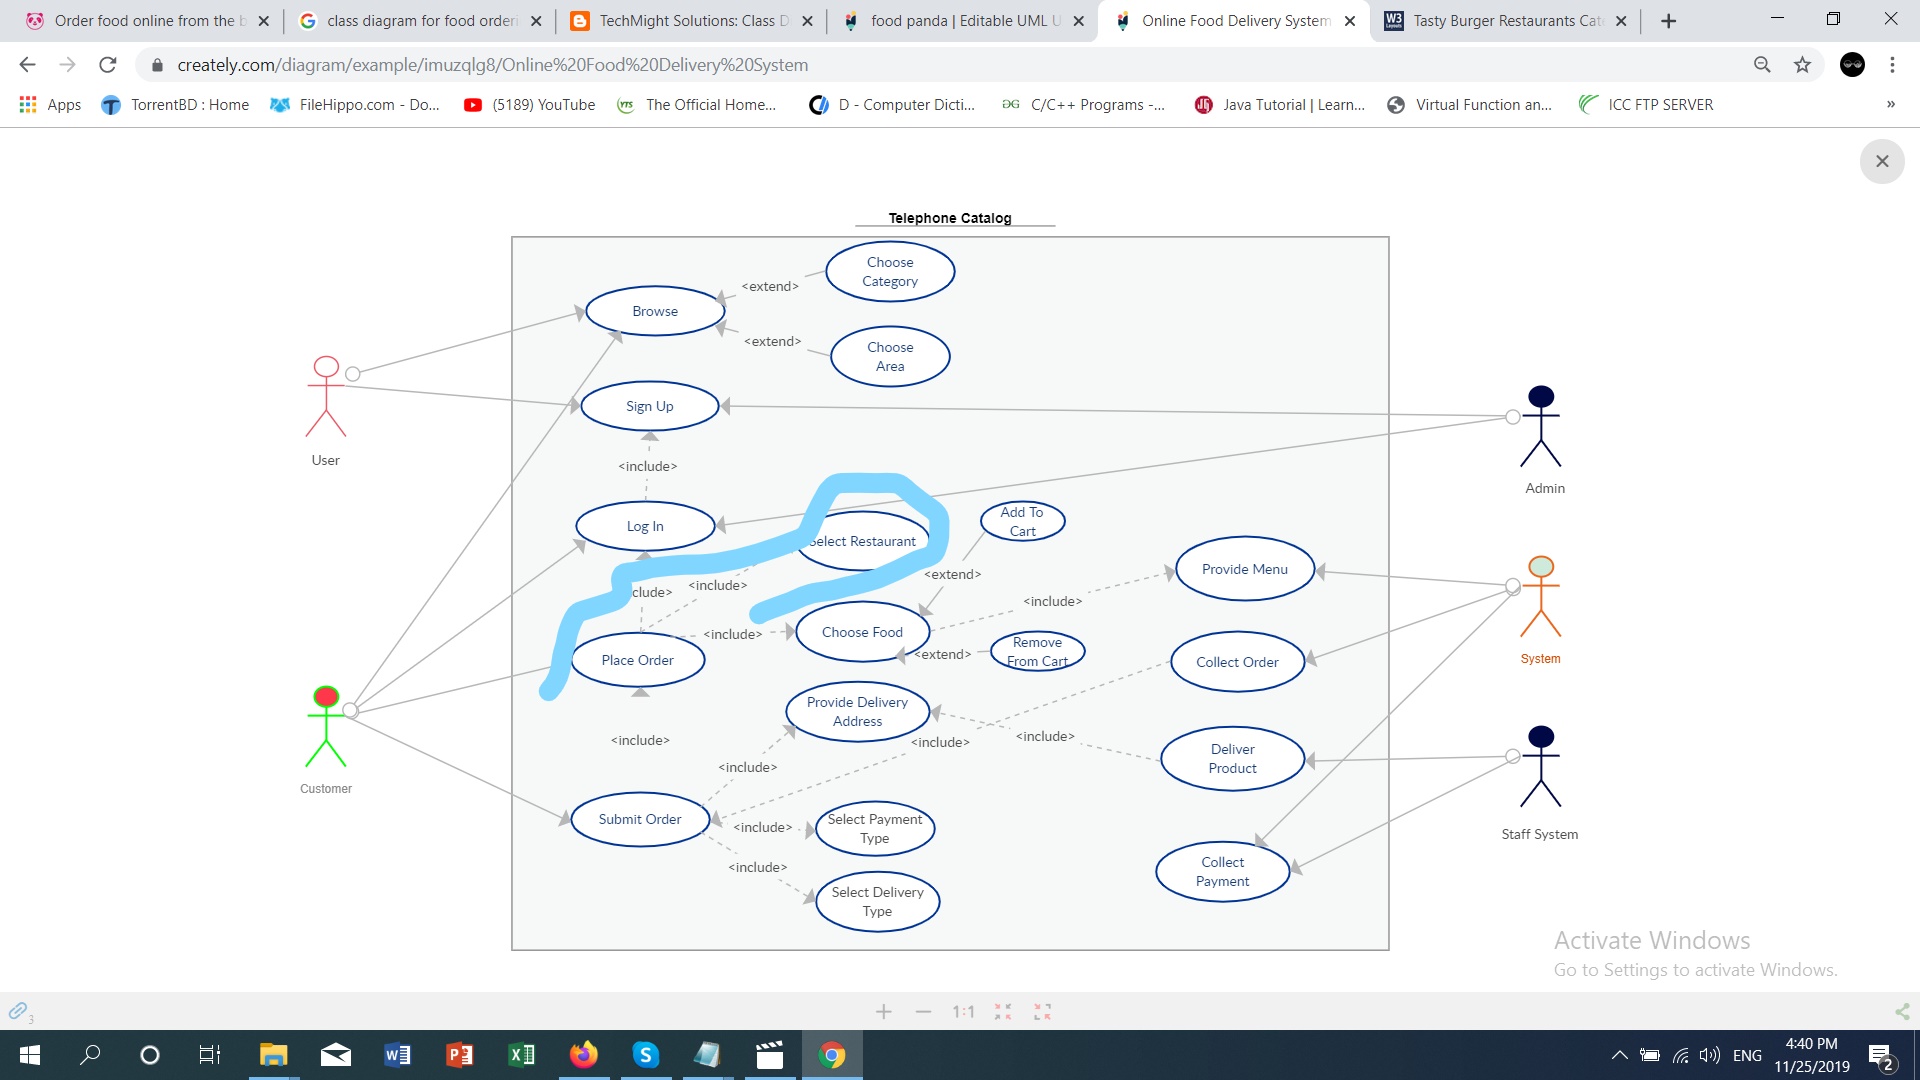 Order food online from the b
class diagram for food orderi
TechMight Solutions: Class D
food panda | Editable UML U
Online Food Delivery System
W3
Tasty Burger Restaurants Cat
creately.com/diagram/example/imuzqlg8/Online%20Food%20Delivery%20System
Apps
TorrentBD : Home
FileHippo.com - Do...
(5189) YouTube
The Official Home...
D - Computer Dicti...
C/C++ Programs -...
Java Tutorial | Learn...
Virtual Function an...
ICC FTP SERVER
»
Telephone Catalog
Choose
Category
<extend>
Browse
<extend>
Choose
Area
Sign Up
User
<include>
Admin
Log In
Select Restaurant
Add To
Cart
<extend>
Provide Menu
<include>
clude>
<include>
<include>
Choose Food
Remove
From Cart
<extend>
Place Order
Collect Order
System
Provide Delivery
Address
<include>
<include>
<include>
Deliver
Product
<include>
Customer
Submit Order
<include>
Select Payment
Type
Staff System
<include>
Select Delivery
Type
Collect
Payment
Activate Windows
Go to Settings to activate Windows.
3
1:1
ENG
4:40 PM
11/25/2019
2